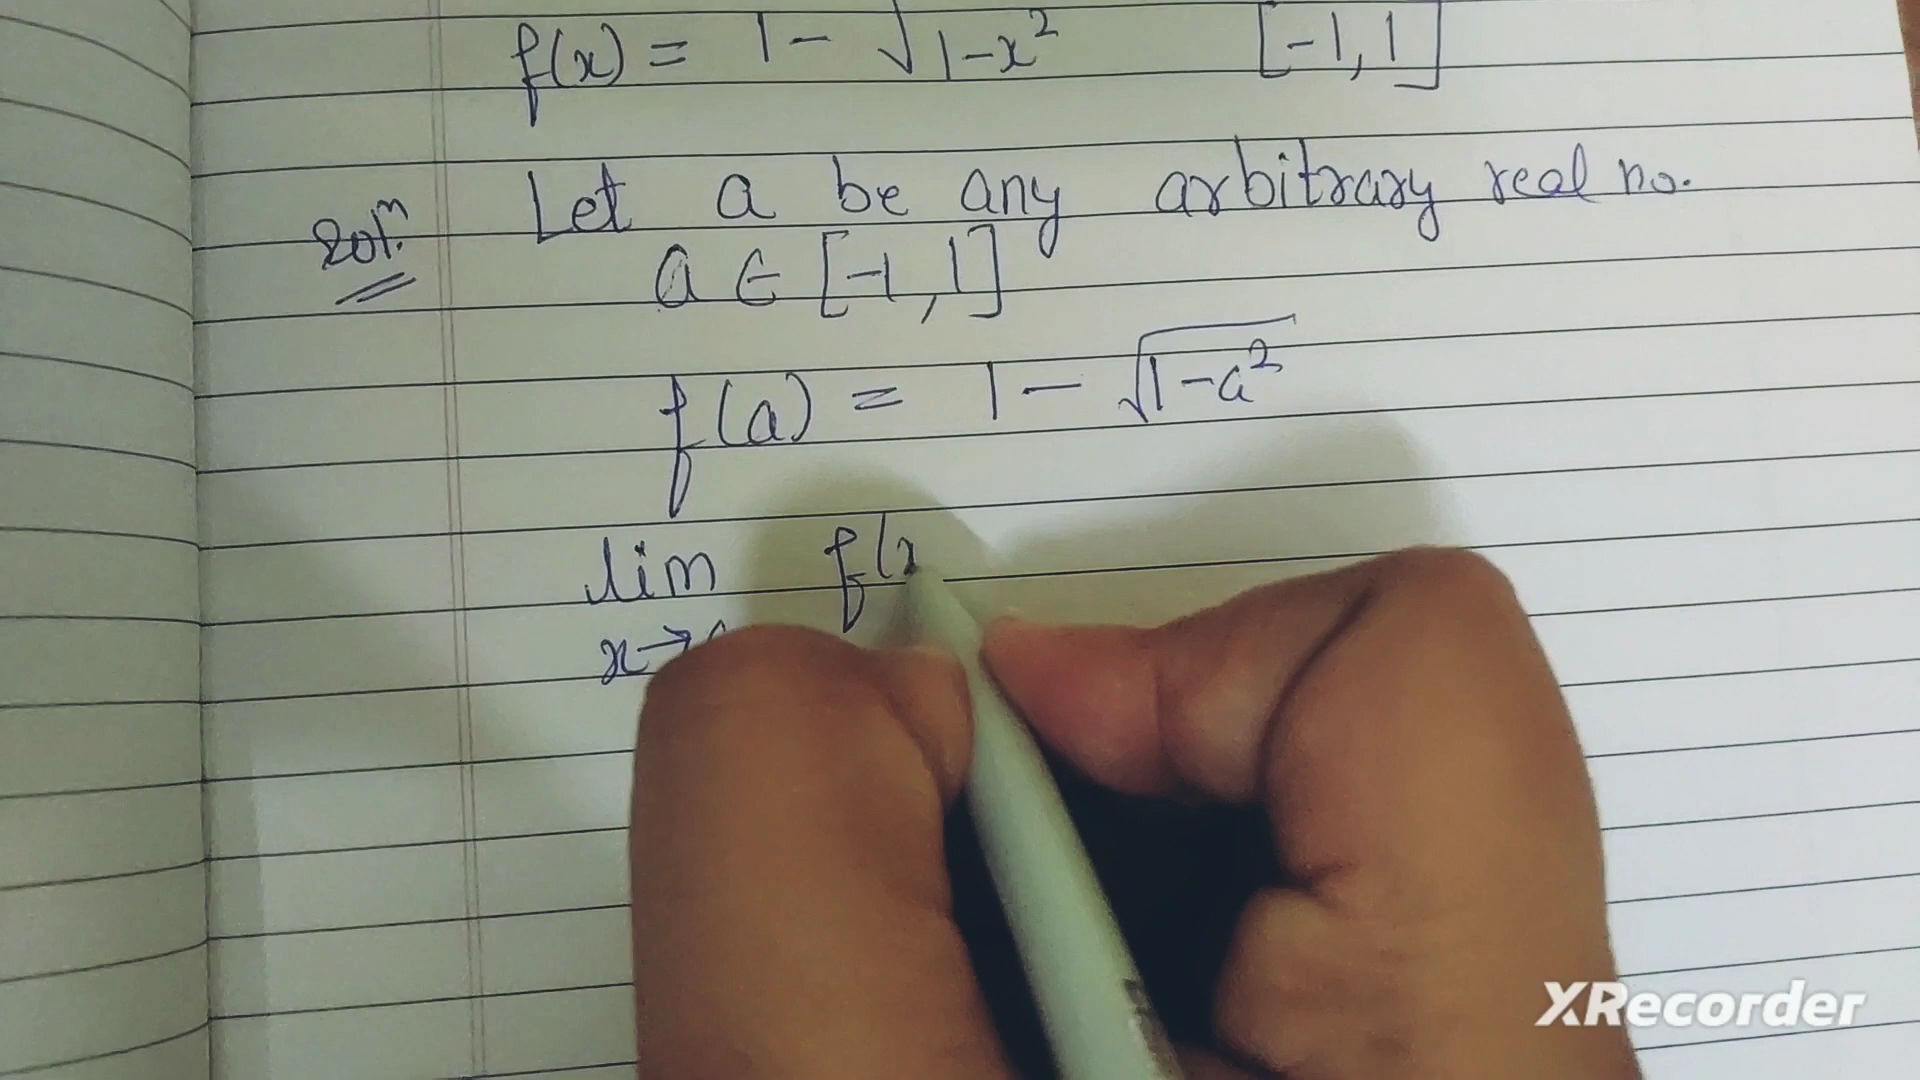 f(x) = 1 - √1-x² [-1, 1]
Solⁿ. Let a be any arbitrary real no.
a ∈ [-1, 1]
f(a) = 1 - √1-a²
lim f(x
x→
XRecorder